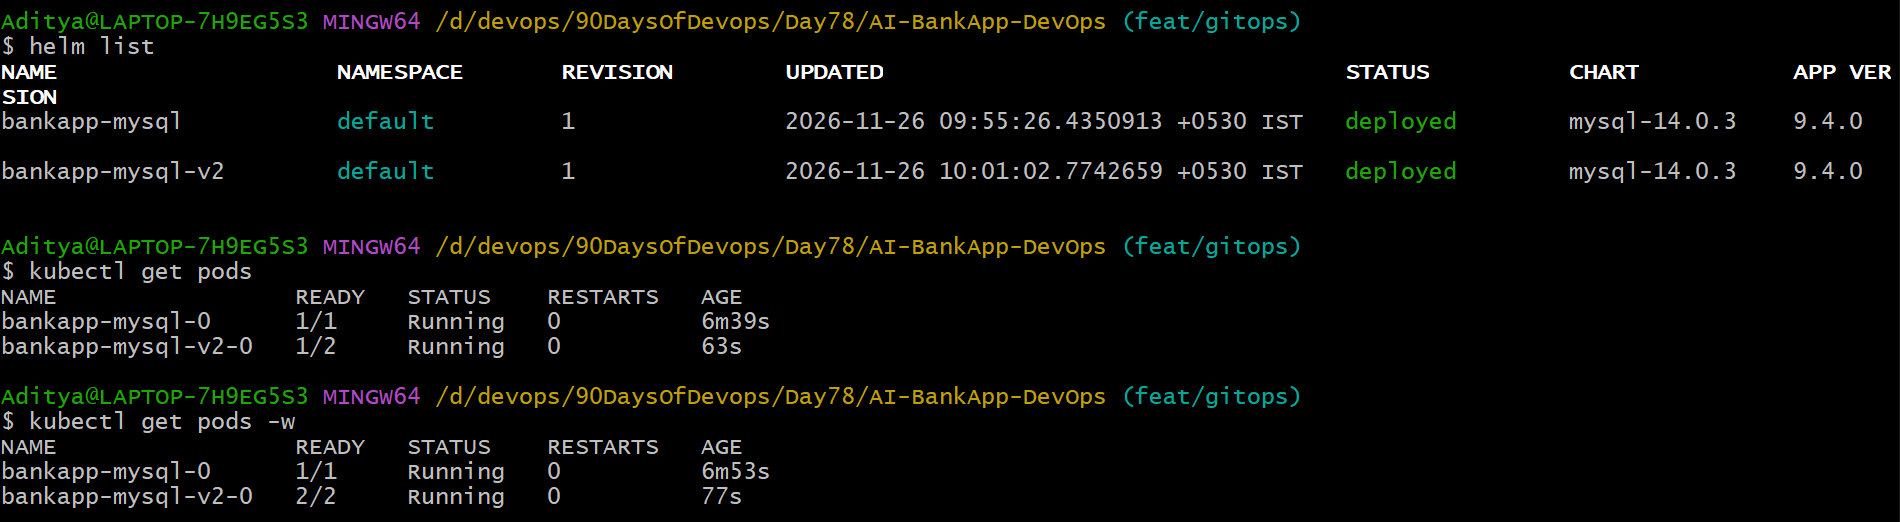 Aditya@LAPTOP-7H9EG5S3 MINGW64 /d/devops/90DaysOfDevops/Day78/AI-BankApp-DevOps (feat/gitops)
$ helm list
NAME                    NAMESPACE       REVISION        UPDATED                                 STATUS          CHART           APP VER
SION
bankapp-mysql           default         1               2026-11-26 09:55:26.4350913 +0530 IST   deployed        mysql-14.0.3    9.4.0
bankapp-mysql-v2        default         1               2026-11-26 10:01:02.7742659 +0530 IST   deployed        mysql-14.0.3    9.4.0
Aditya@LAPTOP-7H9EG5S3 MINGW64 /d/devops/90DaysOfDevops/Day78/AI-BankApp-DevOps (feat/gitops)
$ kubectl get pods
NAME                 READY   STATUS    RESTARTS   AGE
bankapp-mysql-0      1/1     Running   0          6m39s
bankapp-mysql-v2-0   1/2     Running   0          63s
Aditya@LAPTOP-7H9EG5S3 MINGW64 /d/devops/90DaysOfDevops/Day78/AI-BankApp-DevOps (feat/gitops)
$ kubectl get pods -w
NAME                 READY   STATUS    RESTARTS   AGE
bankapp-mysql-0      1/1     Running   0          6m53s
bankapp-mysql-v2-0   2/2     Running   0          77s